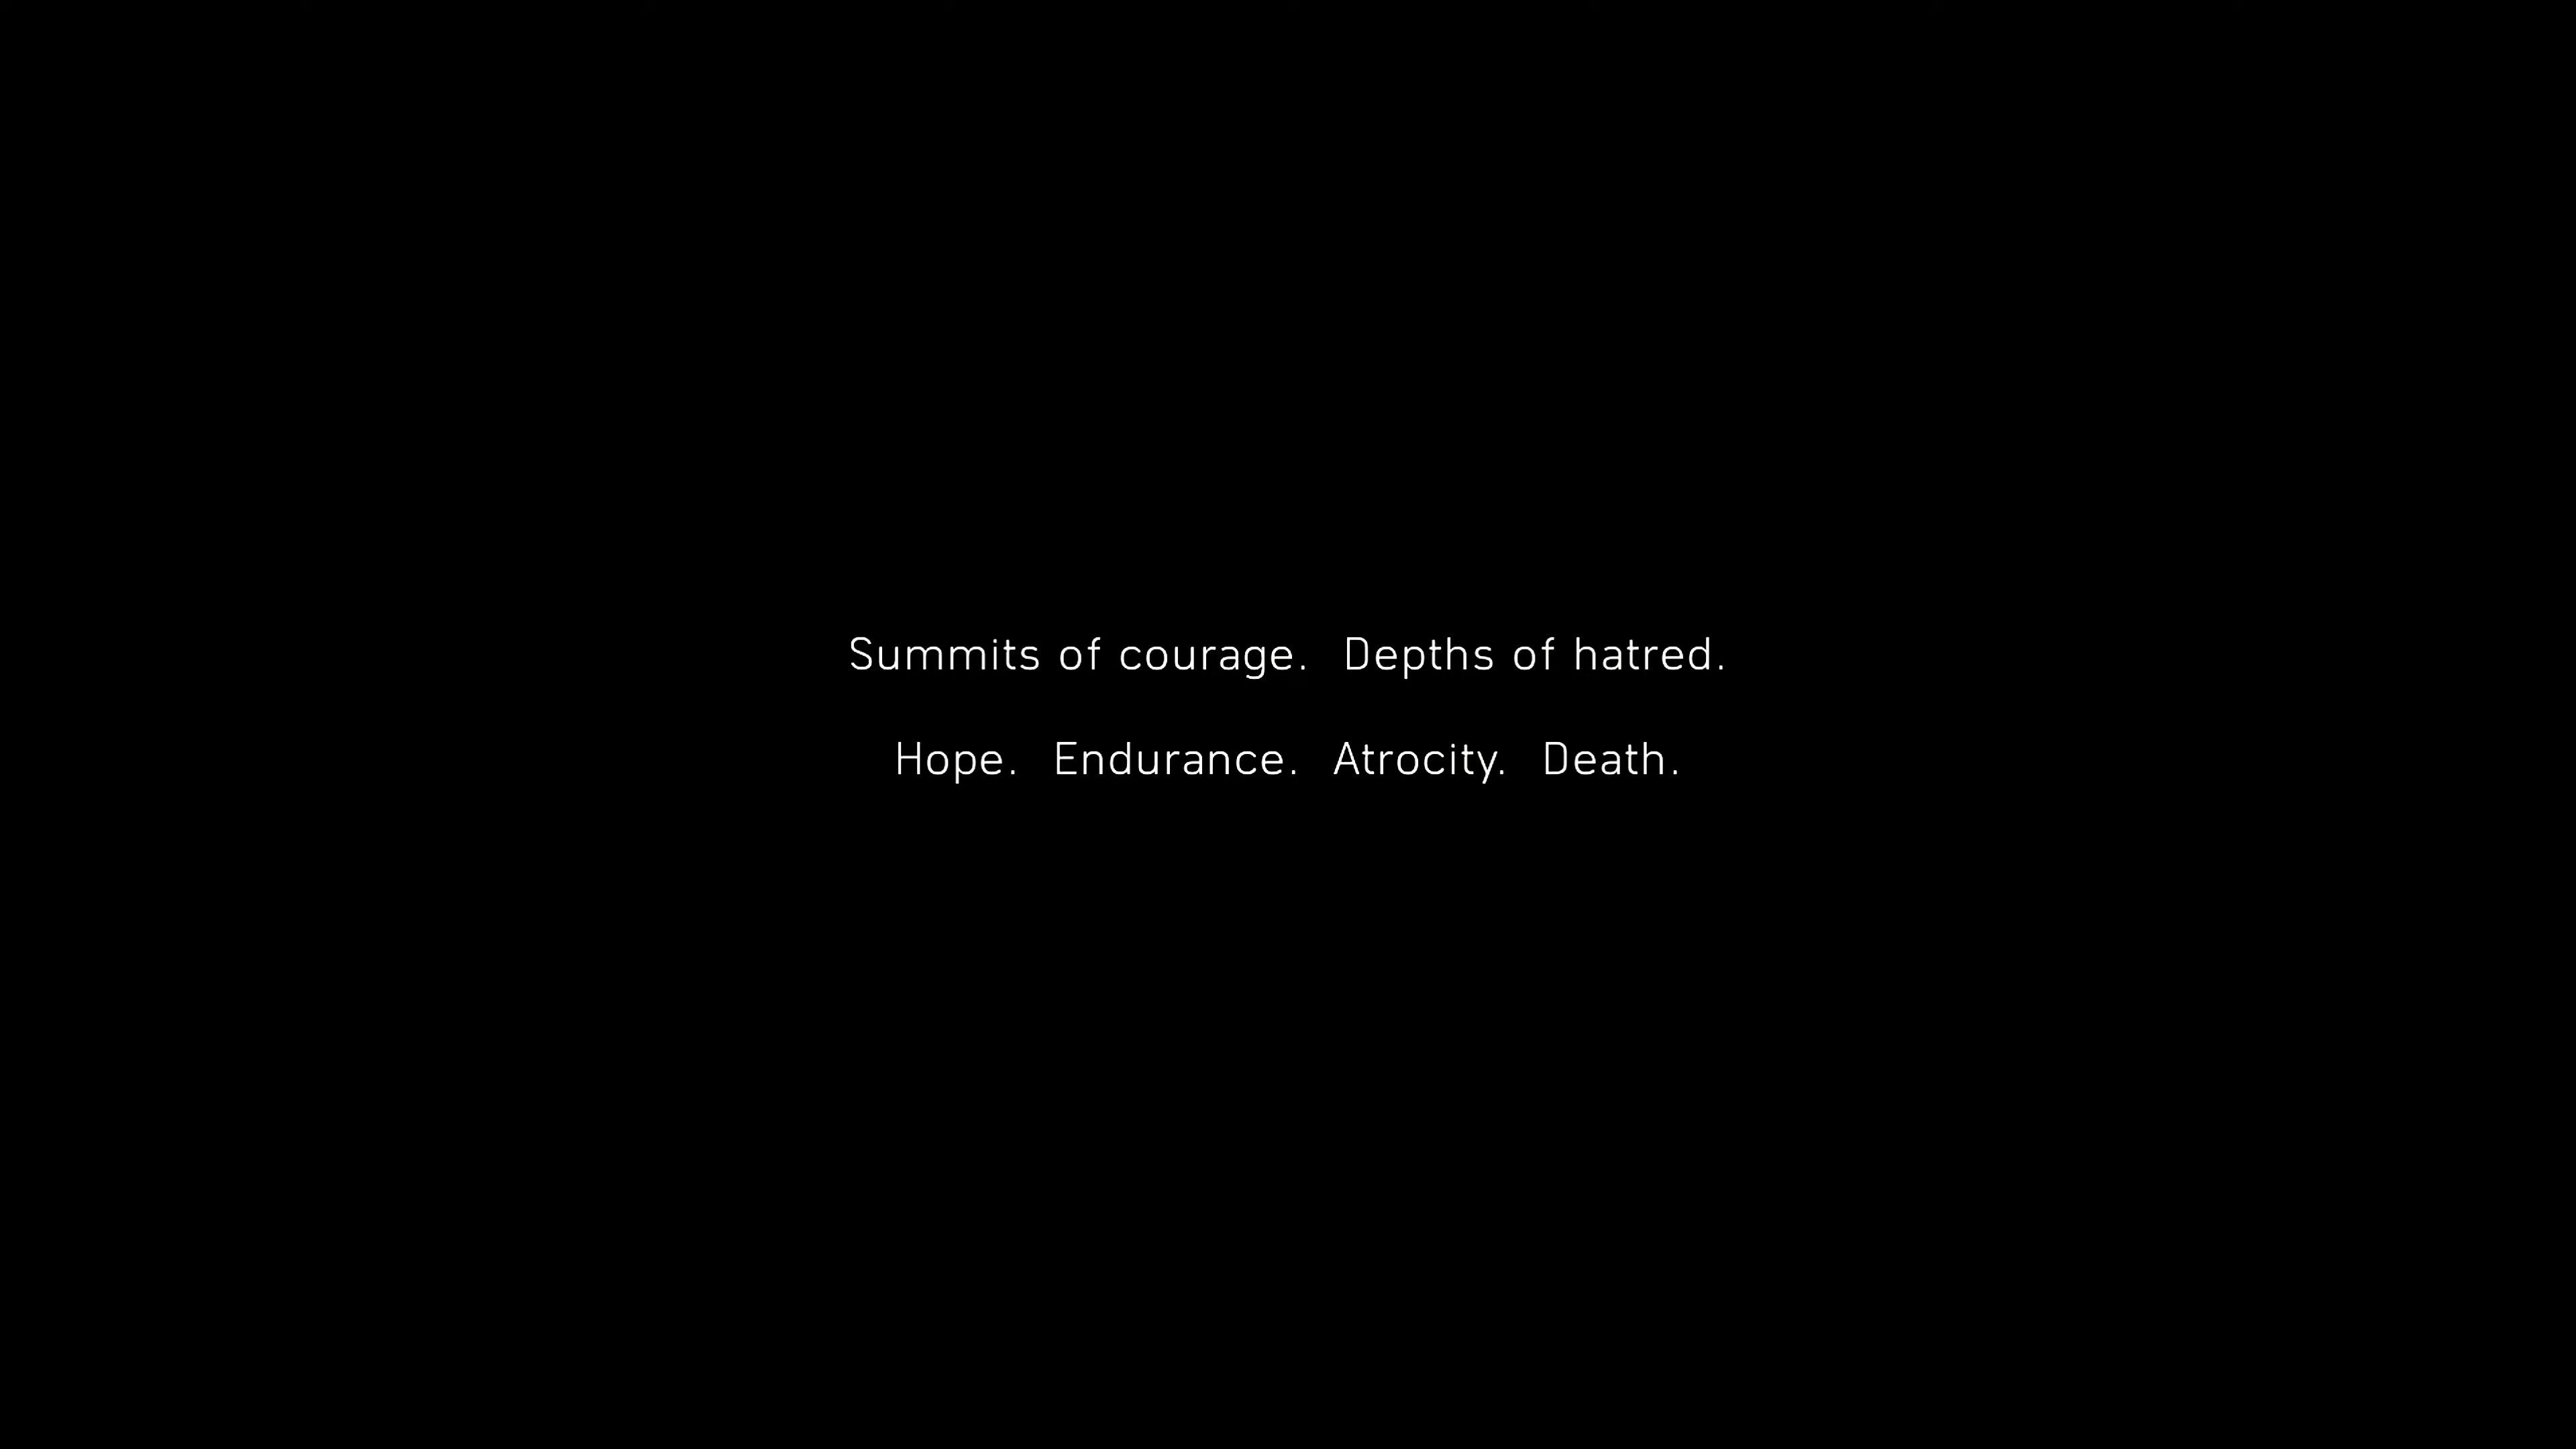 Summits of courage.  Depths of hatred.
Hope.  Endurance.  Atrocity.  Death.